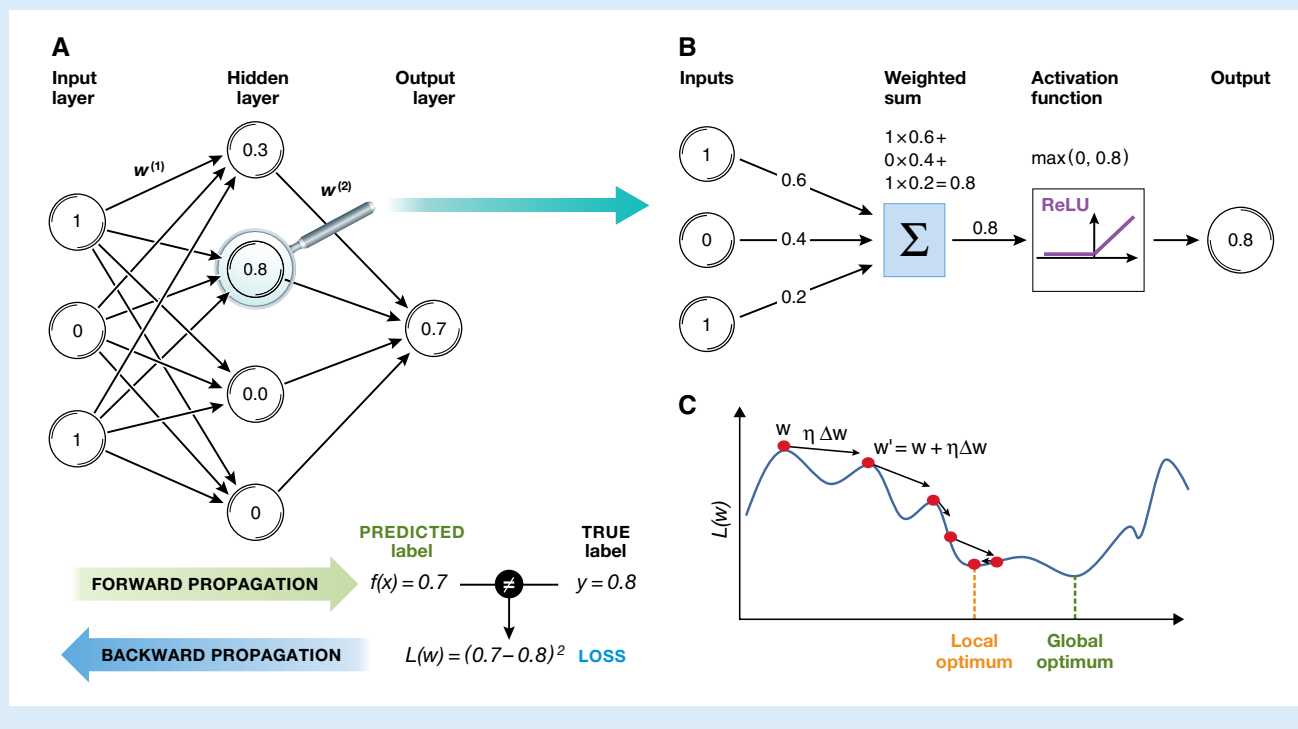 A
Input
layer
Hidden
layer
Output
layer
w(1)
w(2)
1
0
1
0.3
0.8
0.0
0
0.7
FORWARD PROPAGATION
BACKWARD PROPAGATION
PREDICTED
label
f(x) = 0.7
≠
TRUE
label
y = 0.8
L(w) = (0.7–0.8)2
LOSS
B
Inputs
Weighted
sum
Activation
function
Output
1
0
1
0.6
0.4
0.2
1×0.6+
0×0.4+
1×0.2=0.8
Σ
0.8
max(0, 0.8)
ReLU
0.8
C
L(w)
w
η Δw
w' = w + ηΔw
Local
optimum
Global
optimum